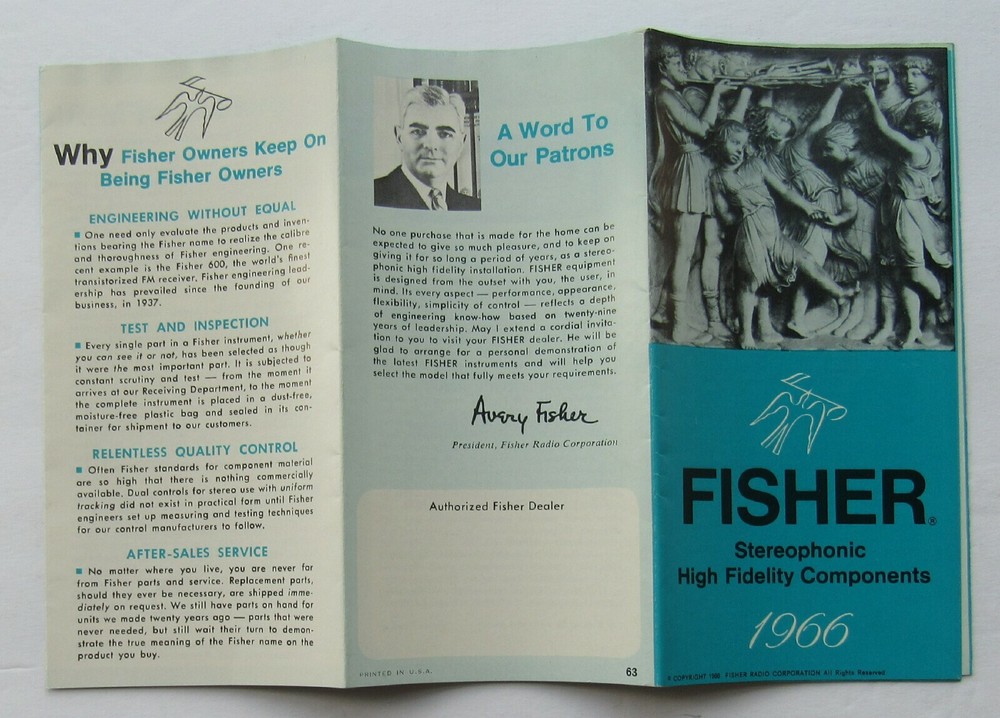 Why Fisher Owners Keep On
Being Fisher Owners
ENGINEERING WITHOUT EQUAL
■ One need only evaluate the products and inven-
tions bearing the Fisher name to realize the calibre
and thoroughness of Fisher engineering. One re-
cent example is the Fisher 600, the world's finest
transistorized FM receiver. Fisher engineering lead-
ership has prevailed since the founding of our
business, in 1937.
TEST AND INSPECTION
■ Every single part in a Fisher instrument, whether
you can see it or not, has been selected as though
it were the most important part. It is subjected to
constant scrutiny and test — from the moment it
arrives at our Receiving Department, to the moment
the complete instrument is placed in a dust-free,
moisture-free plastic bag and sealed in its con-
tainer for shipment to our customers.
RELENTLESS QUALITY CONTROL
■ Often Fisher standards for component material
are so high that there is nothing commercially
available. Dual controls for stereo use with uniform
tracking did not exist in practical form until Fisher
engineers set up measuring and testing techniques
for our control manufacturers to follow.
AFTER-SALES SERVICE
■ No matter where you live, you are never far
from Fisher parts and service. Replacement parts,
should they ever be necessary, are shipped imme-
diately on request. We still have parts on hand for
units we made twenty years ago — parts that were
never needed, but still wait their turn to demon-
strate the true meaning of the Fisher name on the
product you buy.
A Word To
Our Patrons
No one purchase that is made for the home can be
expected to give so much pleasure, and to keep on
giving it for so long a period of years, as a stereo-
phonic high fidelity installation. FISHER equipment
is designed from the outset with you, the user, in
mind. Its every aspect — performance, appearance,
flexibility, simplicity of control — reflects a depth
of engineering know-how based on twenty-nine
years of leadership. May I extend a cordial invita-
tion to you to visit your FISHER dealer. He will be
glad to arrange for a personal demonstration of
the latest FISHER instruments and will help you
select the model that fully meets your requirements.
Avery Fisher
President, Fisher Radio Corporation
Authorized Fisher Dealer
PRINTED IN U.S.A.
63
FISHER®
Stereophonic
High Fidelity Components
1966
© COPYRIGHT 1966 FISHER RADIO CORPORATION All Rights Reserved